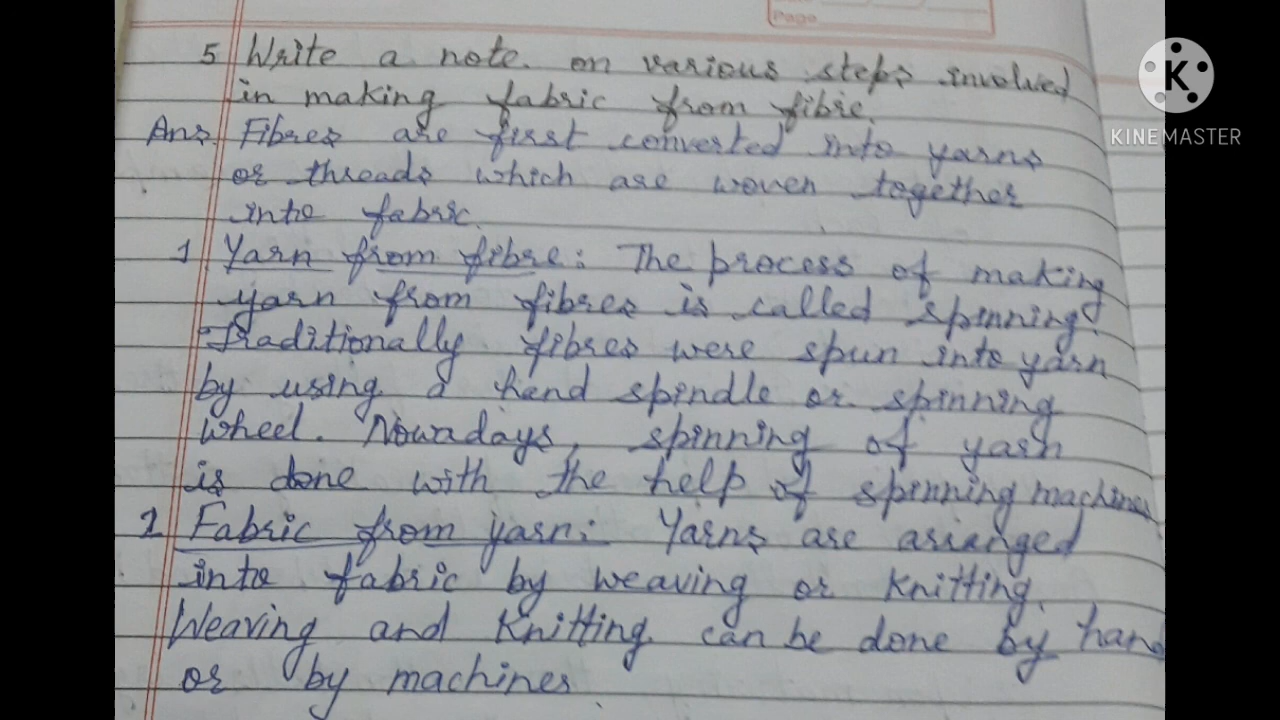 Page
5 Write a note on various steps involved
in making fabric from fibre.
Ans. Fibres are first converted into yarns
or threads which are woven together
into fabric.
1 Yarn from fibre: The process of making
yarn from fibres is called spinning.
Traditionally fibres were spun into yarn
by using a hand spindle or spinning
wheel. Nowadays, spinning of yarn
is done with the help of spinning machines
2 Fabric from yarn: Yarns are arranged
into fabric by weaving or knitting.
Weaving and Knitting can be done by hand
or by machines
K
KINEMASTER